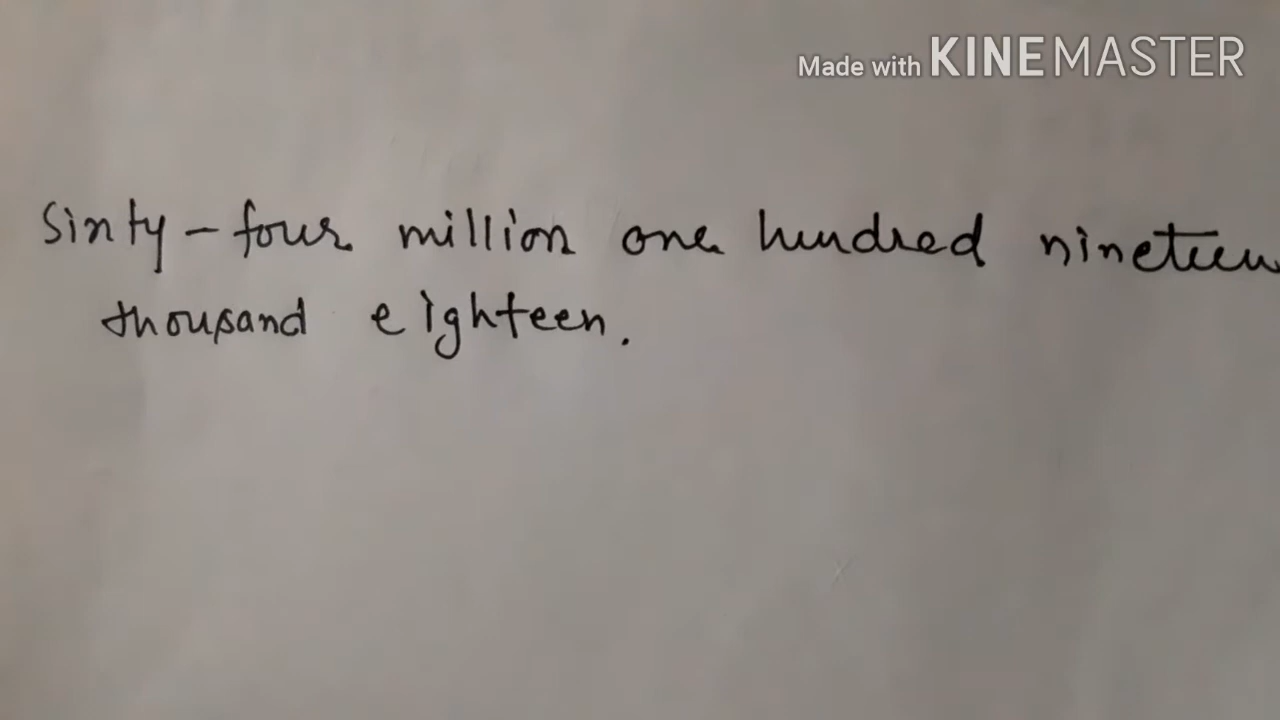 Made with KINEMASTER
Sixty-four million one hundred nineteen
thousand eighteen.